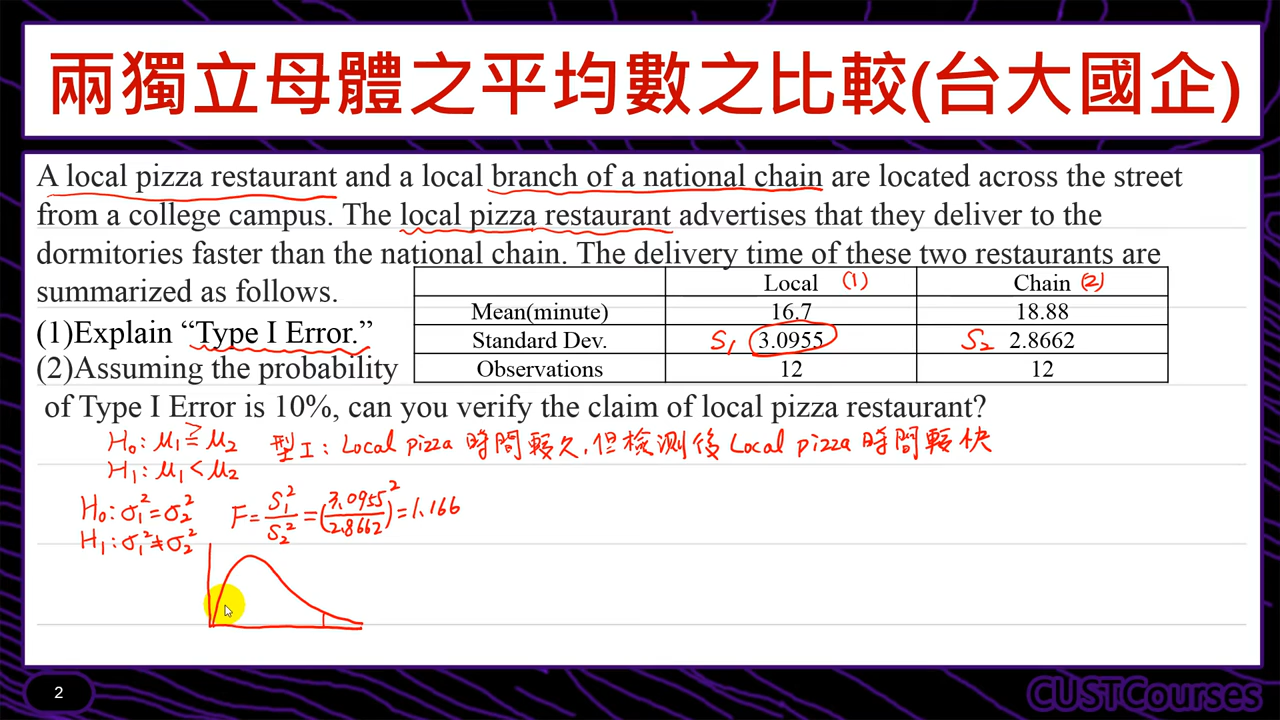 兩獨立母體之平均數之比較(台大國企)
A local pizza restaurant and a local branch of a national chain are located across the street
from a college campus. The local pizza restaurant advertises that they deliver to the
dormitories faster than the national chain. The delivery time of these two restaurants are
summarized as follows.
Local (1) Chain (2)
Mean(minute) 16.7 18.88
Standard Dev. S₁ 3.0955 S₂ 2.8662
Observations 12 12
(1)Explain “Type I Error.”
(2)Assuming the probability
of Type I Error is 10%, can you verify the claim of local pizza restaurant?
H₀: μ₁ ≥ μ₂ 型I: Local pizza 時間較久, 但檢測後 Local pizza 時間較快
H₁: μ₁ < μ₂
H₀: σ₁² = σ₂² F = S₁²/S₂² = (3.0955/2.8662)² = 1.166
H₁: σ₁² ≠ σ₂²
2
CUSTCourses